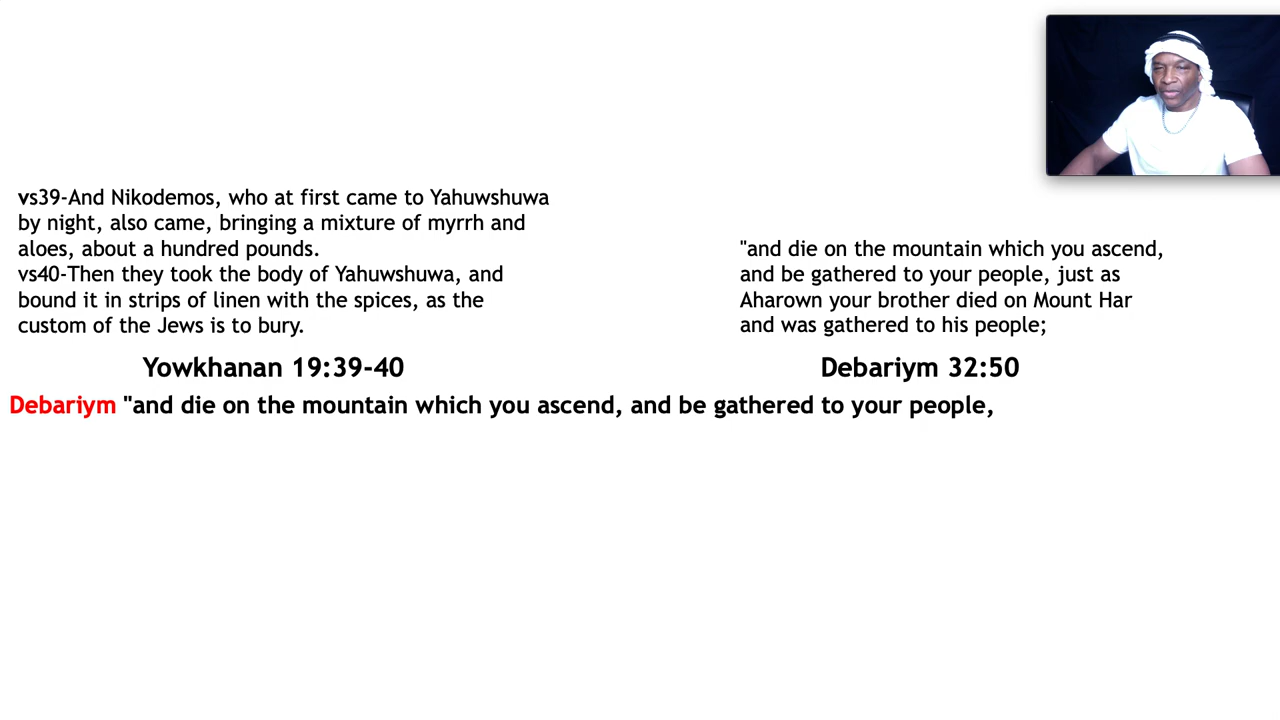 vs39-And Nikodemos, who at first came to Yahuwshuwa
by night, also came, bringing a mixture of myrrh and
aloes, about a hundred pounds.
vs40-Then they took the body of Yahuwshuwa, and
bound it in strips of linen with the spices, as the
custom of the Jews is to bury.
Yowkhanan 19:39-40
"and die on the mountain which you ascend,
and be gathered to your people, just as
Aharown your brother died on Mount Har
and was gathered to his people;
Debariym 32:50
Debariym "and die on the mountain which you ascend, and be gathered to your people,